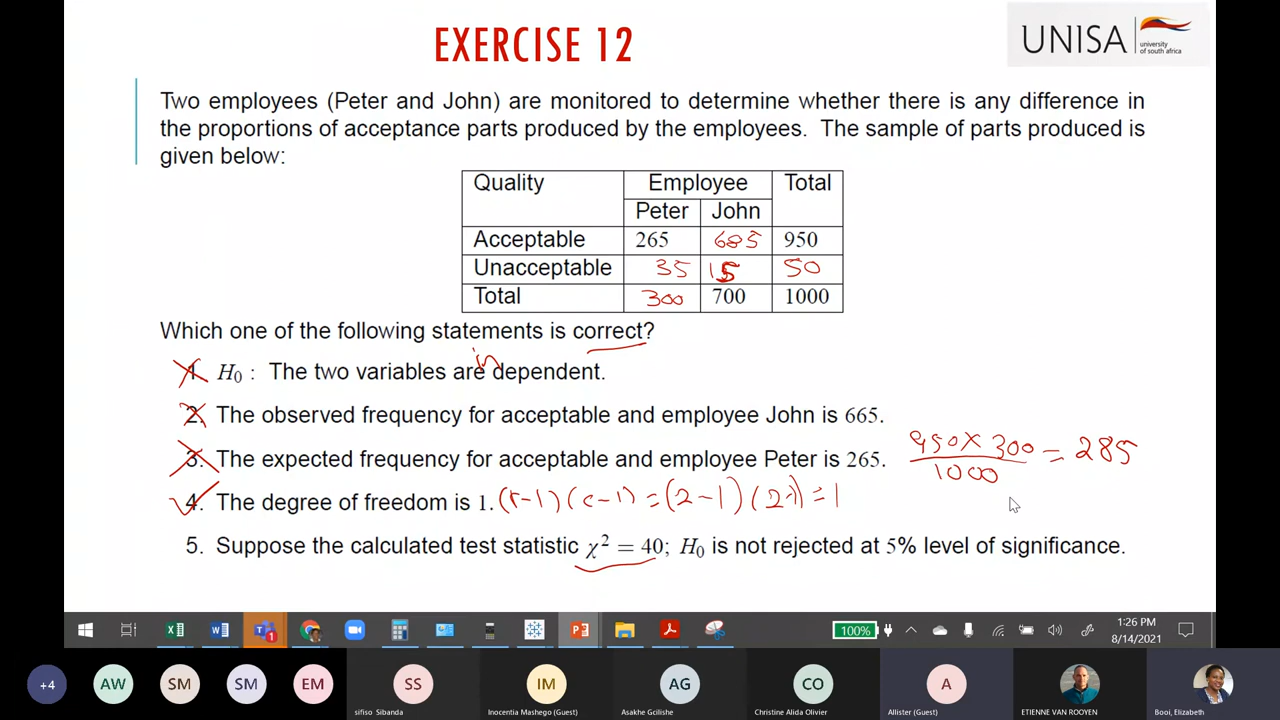 EXERCISE 12
UNISA university of south africa
Two employees (Peter and John) are monitored to determine whether there is any difference in
the proportions of acceptance parts produced by the employees. The sample of parts produced is
given below:
Quality Employee Total
Peter John
Acceptable 265 685 950
Unacceptable 35 15 50
Total 300 700 1000
Which one of the following statements is correct?
in
1. H₀ : The two variables are dependent.
2. The observed frequency for acceptable and employee John is 665.
3. The expected frequency for acceptable and employee Peter is 265.
950 × 300 = 285
1000
4. The degree of freedom is 1. (r-1)(c-1) = (2-1)(2-1) = 1
5. Suppose the calculated test statistic χ² = 40; H₀ is not rejected at 5% level of significance.
100%
1:26 PM
8/14/2021
+4 AW SM SM EM SS IM AG CO A
sifiso Sibanda Inocentia Mashego (Guest) Asakhe Gcilishe Christine Alida Olivier Allister (Guest) ETIENNE VAN ROOYEN Booi, Elizabeth